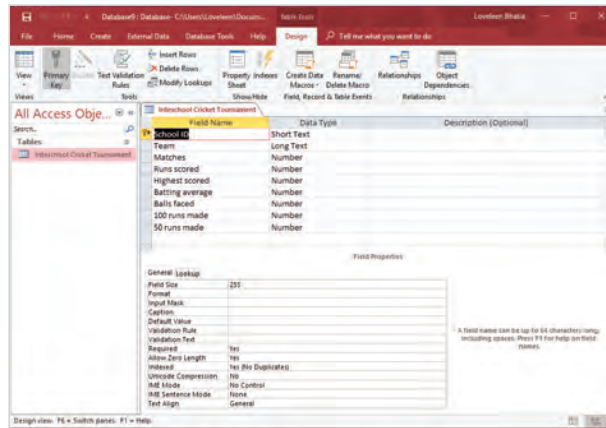 Database9 : Database- C:\Users\Loveleen\Docum... Table Tools Loveleen Bhatia
File Home Create External Data Database Tools Help Design Tell me what you want to do
View Primary Key Test Validation Rules Insert Rows Delete Rows Modify Lookups Property Sheet Indexes Create Data Macros Rename/ Delete Macro Relationships Object Dependencies
Views Tools Show/Hide Field, Record & Table Events Relationships
All Access Obje...
Search..
Tables
Interschool Cricket Tournament
Interschool Cricket Tournament
Field Name Data Type Description (Optional)
School ID Short Text
Team Long Text
Matches Number
Runs scored Number
Highest scored Number
Batting average Number
Balls faced Number
100 runs made Number
50 runs made Number
Field Properties
General Lookup
Field Size 255
Format
Input Mask
Caption
Default Value
Validation Rule
Validation Text
Required Yes
Allow Zero Length Yes
Indexed Yes (No Duplicates)
Unicode Compression No
IME Mode No Control
IME Sentence Mode None
Text Align General
A field name can be up to 64 characters long,
including spaces. Press F1 for help on field
names.
Design view. F6 = Switch panes. F1 = Help.